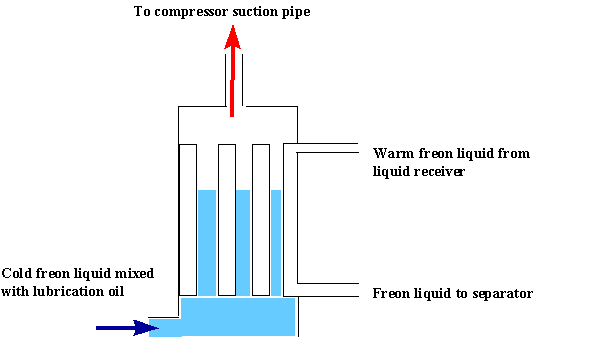 To compressor suction pipe
Warm freon liquid from
liquid receiver
Cold freon liquid mixed
with lubrication oil
Freon liquid to separator